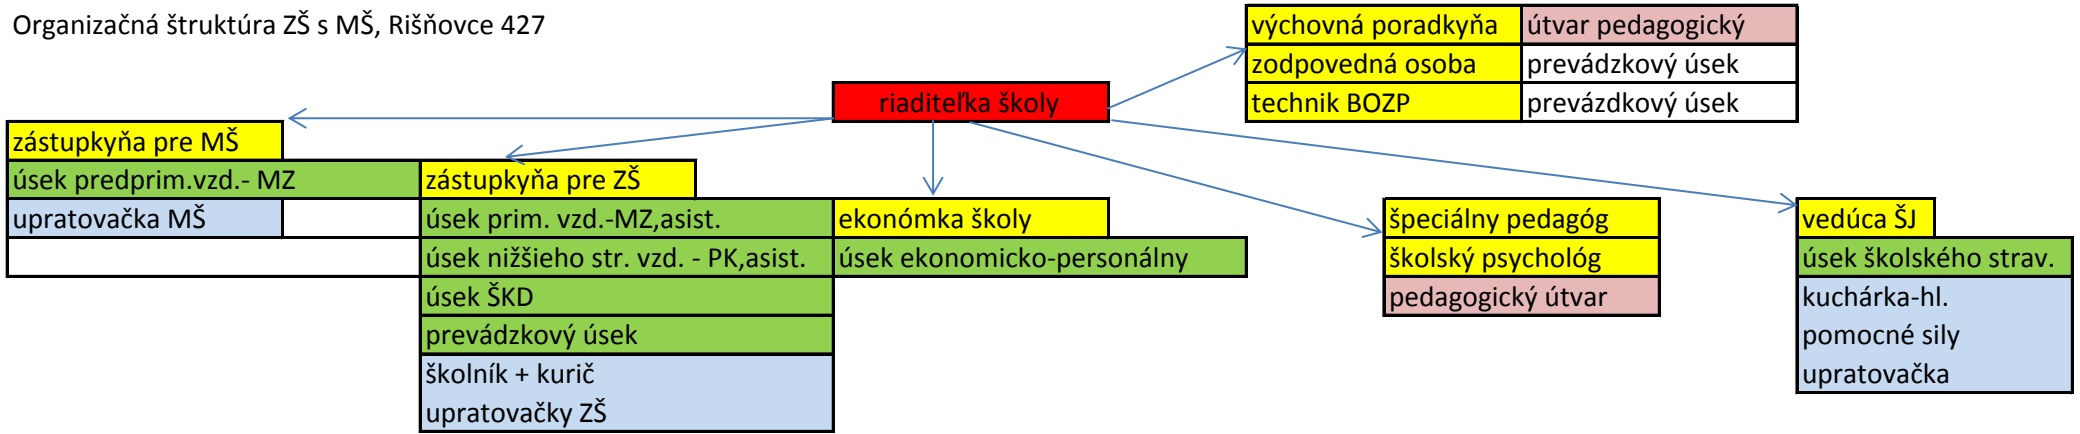 Organizačná štruktúra ZŠ s MŠ, Rišňovce 427
výchovná poradkyňa útvar pedagogický
zodpovedná osoba prevádzkový úsek
technik BOZP prevázdkový úsek
riaditeľka školy
zástupkyňa pre MŠ
úsek predprim.vzd.- MZ
upratovačka MŠ
zástupkyňa pre ZŠ
úsek prim. vzd.-MZ,asist.
úsek nižšieho str. vzd. - PK,asist.
úsek ŠKD
prevádzkový úsek
školník + kurič
upratovačky ZŠ
ekonómka školy
úsek ekonomicko-personálny
špeciálny pedagóg
školský psychológ
pedagogický útvar
vedúca ŠJ
úsek školského strav.
kuchárka-hl.
pomocné sily
upratovačka